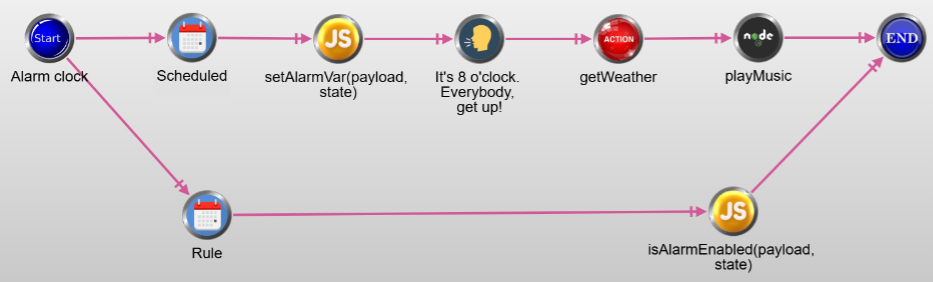 Start
JS
ACTION
node
END
Alarm clock
Scheduled
setAlarmVar(payload,
state)
It's 8 o'clock.
Everybody,
get up!
getWeather
playMusic
JS
Rule
isAlarmEnabled(payload,
state)